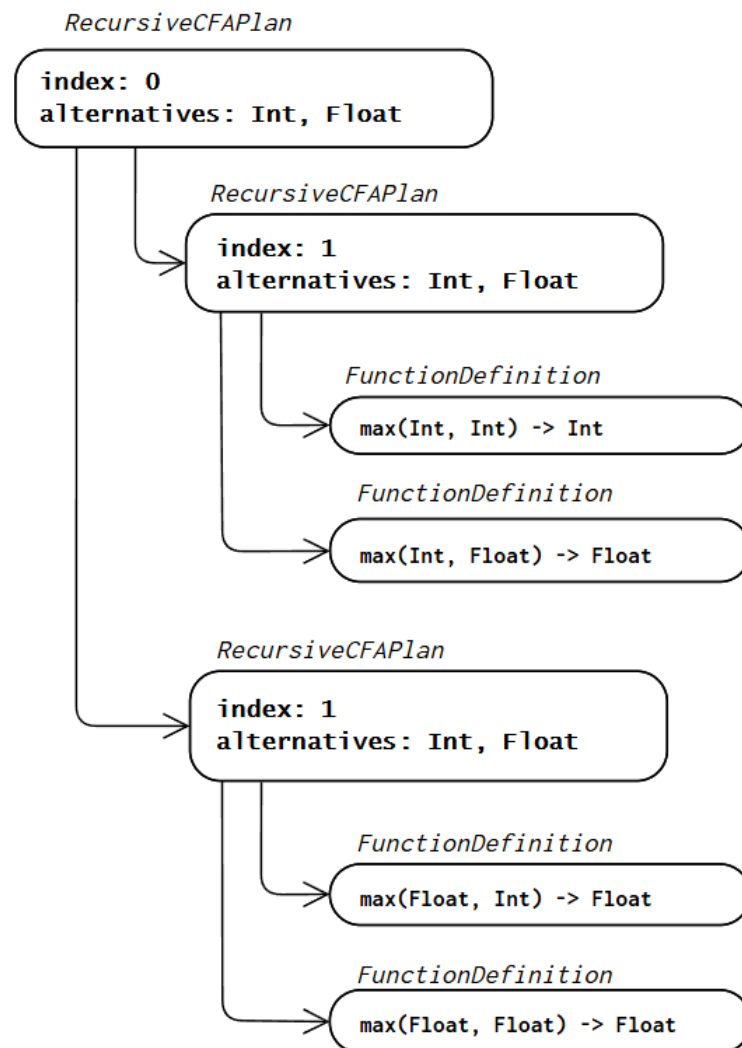 RecursiveCFAPlan
index: 0
alternatives: Int, Float
RecursiveCFAPlan
index: 1
alternatives: Int, Float
FunctionDefinition
max(Int, Int) -> Int
FunctionDefinition
max(Int, Float) -> Float
RecursiveCFAPlan
index: 1
alternatives: Int, Float
FunctionDefinition
max(Float, Int) -> Float
FunctionDefinition
max(Float, Float) -> Float